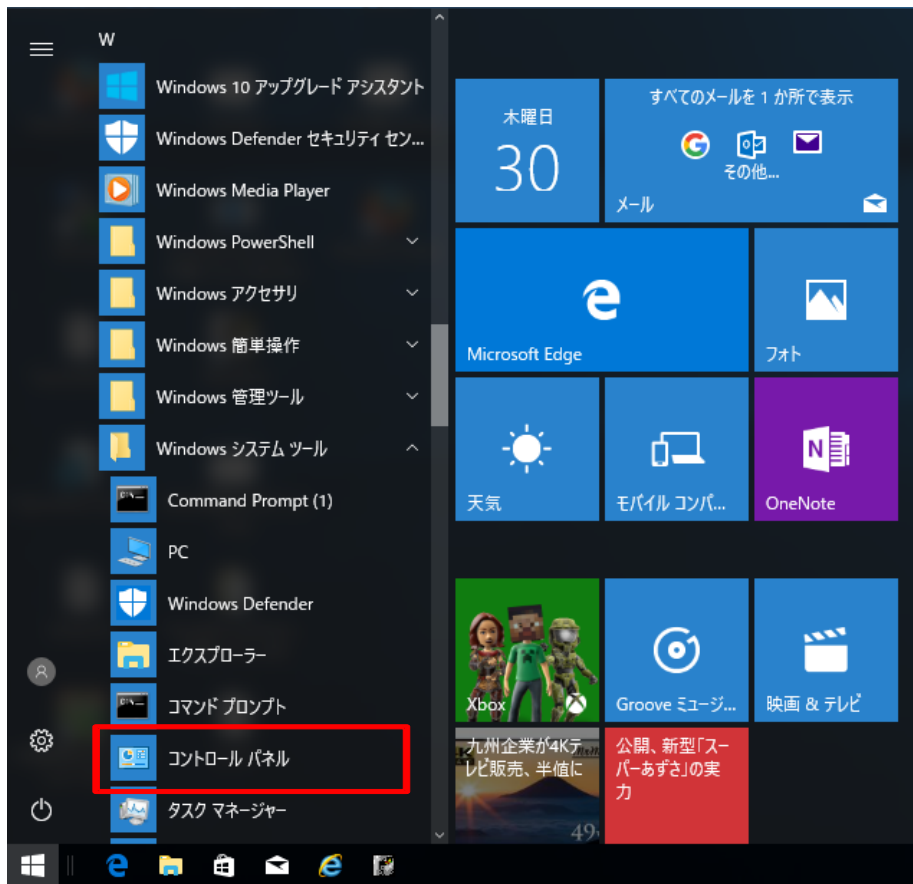 W
Windows 10 アップグレード アシスタント
Windows Defender セキュリティ セン...
Windows Media Player
Windows PowerShell
Windows アクセサリ
Windows 簡単操作
Windows 管理ツール
Windows システム ツール
Command Prompt (1)
PC
Windows Defender
エクスプローラー
コマンド プロンプト
コントロール パネル
タスク マネージャー
木曜日
30
すべてのメールを 1 か所で表示
その他...
メール
Microsoft Edge
フォト
天気
モバイル コンパ...
OneNote
Xbox
Groove ミュージ...
映画 & テレビ
九州企業が4Kテ
レビ販売、半値に
公開、新型「スー
パーあずさ」の実
力